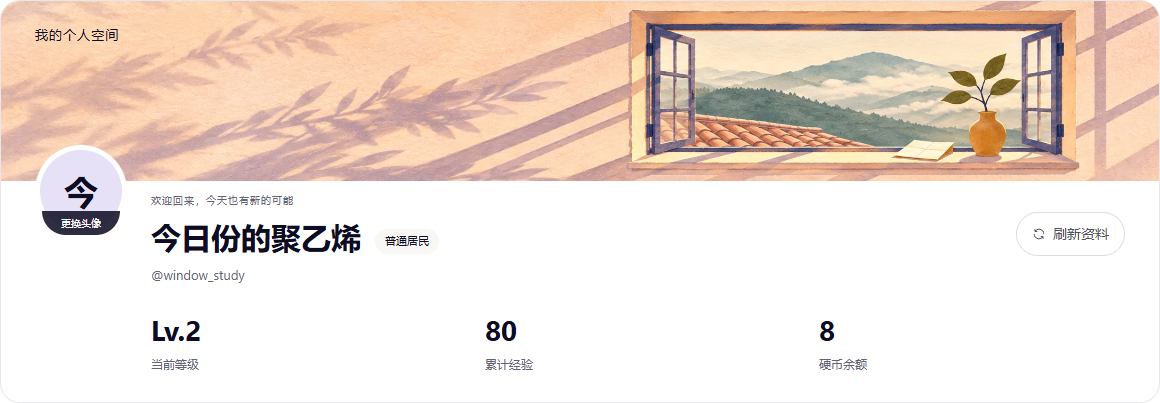 我的个人空间
今
更换头像
欢迎回来，今天也有新的可能
今日份的聚乙烯 普通居民
@window_study
刷新资料
Lv.2 80 8
当前等级 累计经验 硬币余额